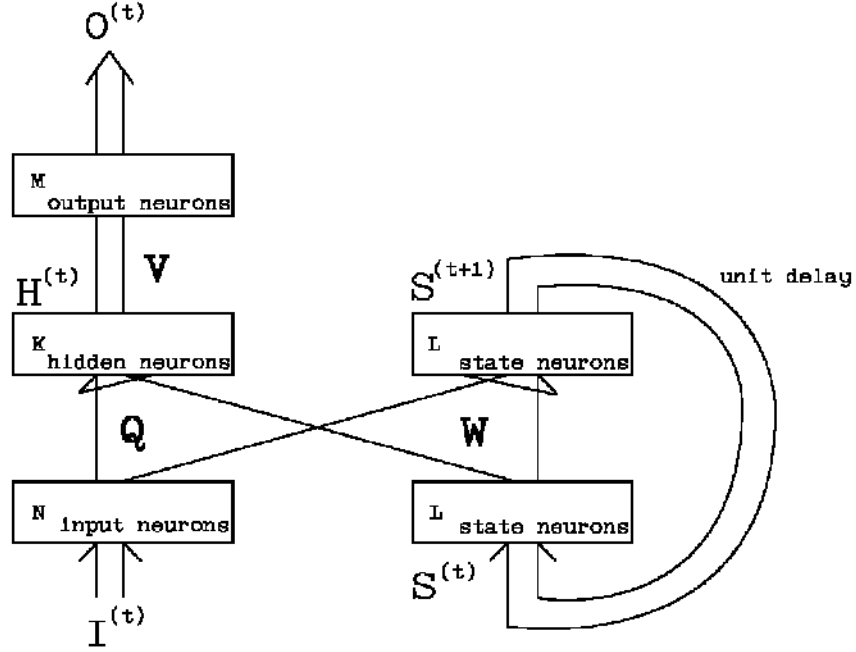 O^(t)
M output neurons
V
H^(t)
S^(t+1)
unit delay
K hidden neurons
L state neurons
Q
W
N input neurons
L state neurons
I^(t)
S^(t)